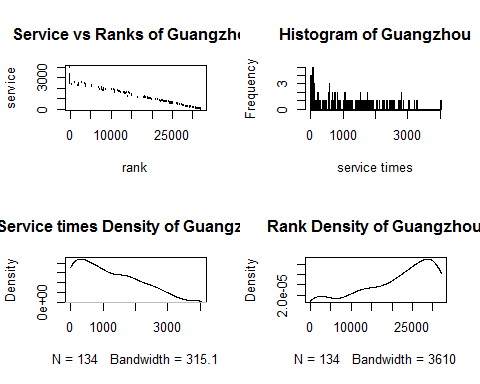 Service vs Ranks of Guangzho
service
0
3000
0
10000
25000
rank
Histogram of Guangzhou
Frequency
0
3
0
1000
3000
service times
Service times Density of Guangz
Density
0e+00
0
3000
N = 134 Bandwidth = 315.1
Rank Density of Guangzhou
Density
2.0e-05
0
10000
25000
N = 134 Bandwidth = 3610